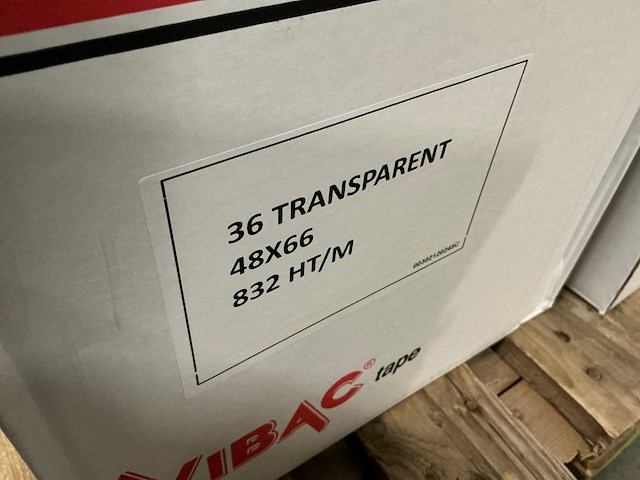 36 TRANSPARENT
48X66
832 HT/M
VIBAC® tape